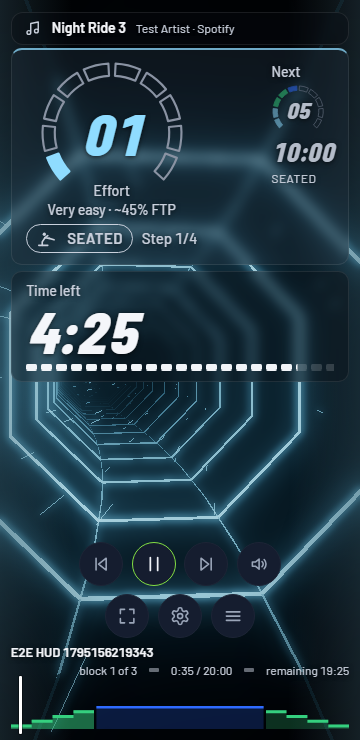 Night Ride 3 Test Artist · Spotify
01
Effort
Very easy · ~45% FTP
SEATED Step 1/4
Next
05
10:00
SEATED
Time left
4:25
E2E HUD 1795156219343
block 1 of 3 0:35 / 20:00 remaining 19:25